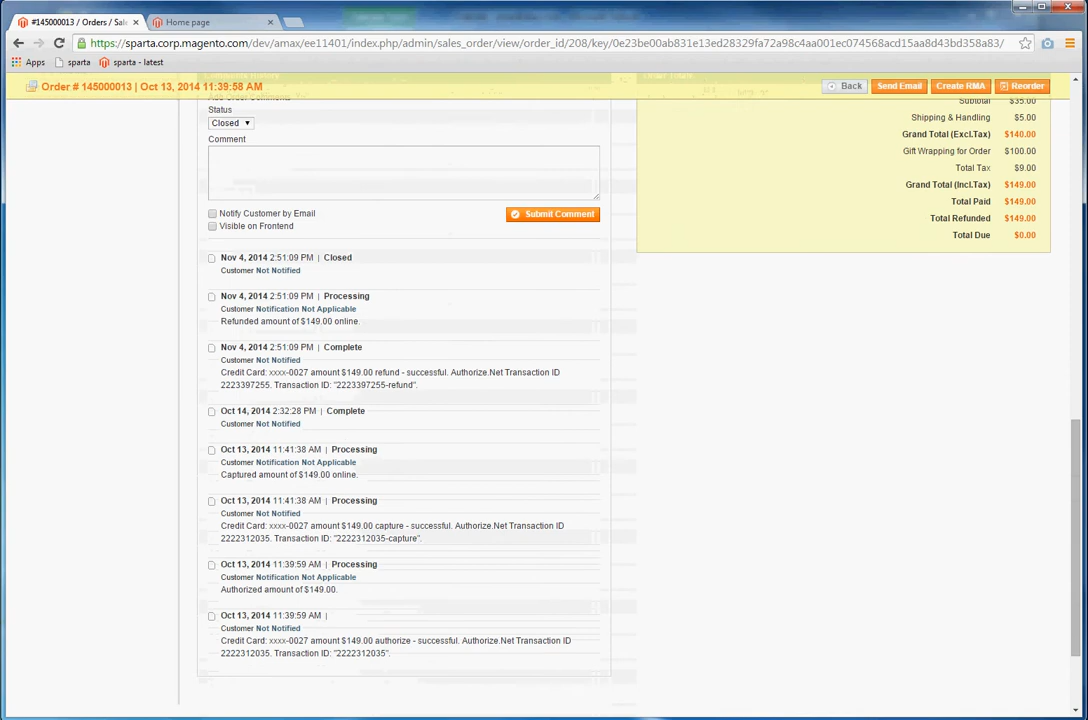 #145000013 / Orders / Sale
Home page
https://sparta.corp.magento.com/dev/amax/ee11401/index.php/admin/sales_order/view/order_id/208/key/0e23be00ab831e13ed28329fa72a98c4aa001ec074568acd15aa8d43bd358a83/
Apps
sparta
sparta - latest
Order # 145000013 | Oct 13, 2014 11:39:58 AM
Back
Send Email
Create RMA
Reorder
Add Order Comments
Status
Closed
Comment
Notify Customer by Email
Visible on Frontend
Submit Comment
Nov 4, 2014 2:51:09 PM | Closed
Customer Not Notified
Nov 4, 2014 2:51:09 PM | Processing
Customer Notification Not Applicable
Refunded amount of $149.00 online.
Nov 4, 2014 2:51:09 PM | Complete
Customer Not Notified
Credit Card: xxxx-0027 amount $149.00 refund - successful. Authorize.Net Transaction ID
2223397255. Transaction ID: "2223397255-refund".
Oct 14, 2014 2:32:28 PM | Complete
Customer Not Notified
Oct 13, 2014 11:41:38 AM | Processing
Customer Notification Not Applicable
Captured amount of $149.00 online.
Oct 13, 2014 11:41:38 AM | Processing
Customer Not Notified
Credit Card: xxxx-0027 amount $149.00 capture - successful. Authorize.Net Transaction ID
2222312035. Transaction ID: "2222312035-capture".
Oct 13, 2014 11:39:59 AM | Processing
Customer Notification Not Applicable
Authorized amount of $149.00.
Oct 13, 2014 11:39:59 AM |
Customer Not Notified
Credit Card: xxxx-0027 amount $149.00 authorize - successful. Authorize.Net Transaction ID
2222312035. Transaction ID: "2222312035".
Subtotal $35.00
Shipping & Handling $5.00
Grand Total (Excl.Tax) $140.00
Gift Wrapping for Order $100.00
Total Tax $9.00
Grand Total (Incl.Tax) $149.00
Total Paid $149.00
Total Refunded $149.00
Total Due $0.00